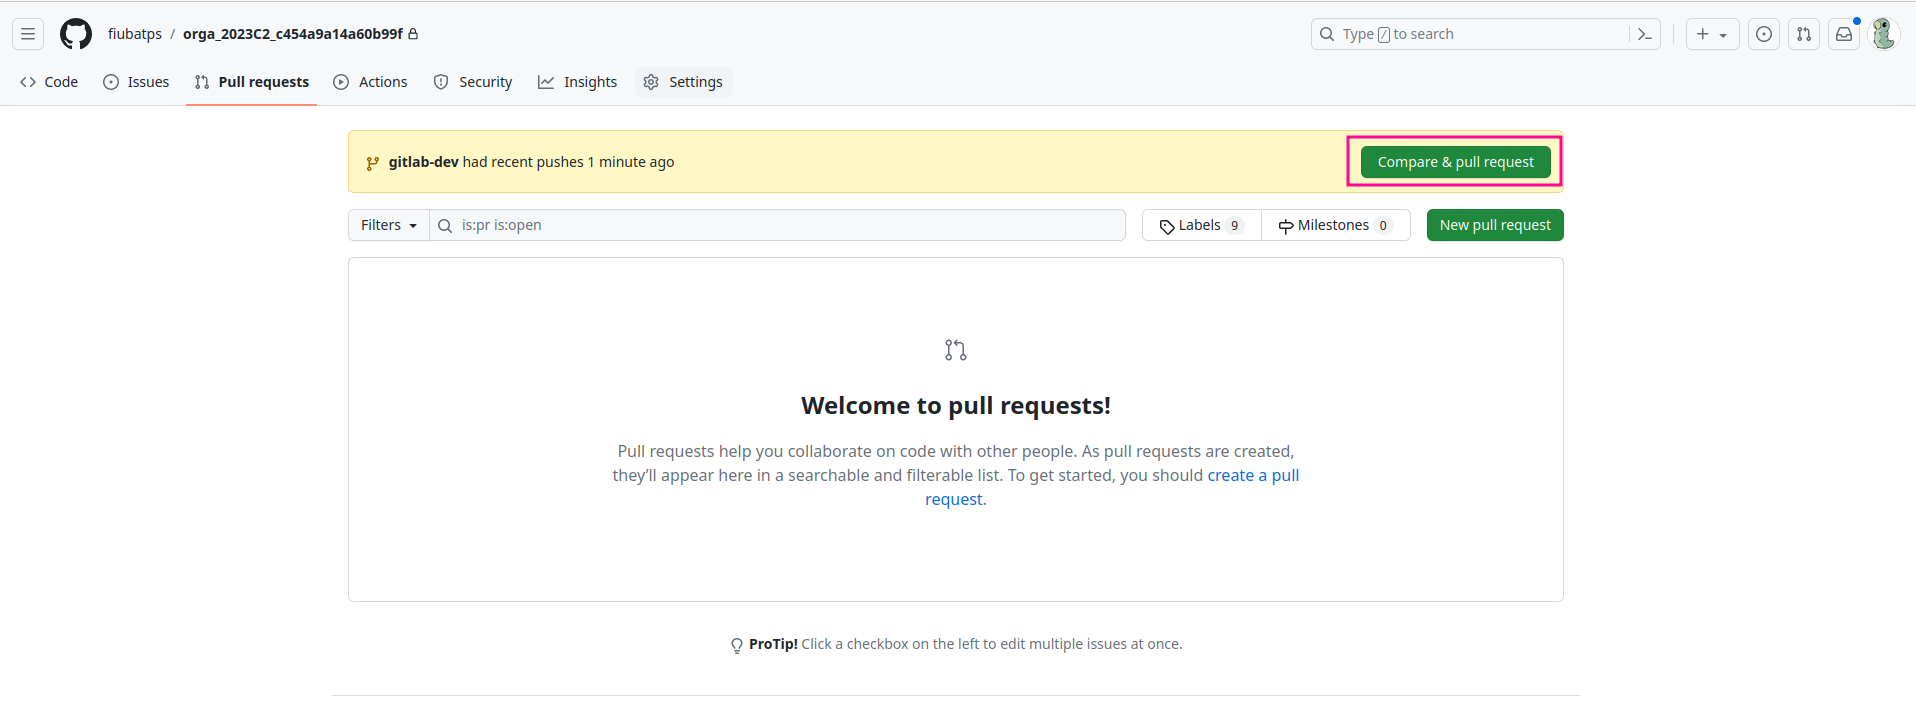 fiubatps / orga_2023C2_c454a9a14a60b99f
Type / to search
Code Issues Pull requests Actions Security Insights Settings
gitlab-dev had recent pushes 1 minute ago
Compare & pull request
Filters is:pr is:open Labels 9 Milestones 0 New pull request
Welcome to pull requests!
Pull requests help you collaborate on code with other people. As pull requests are created,
they’ll appear here in a searchable and filterable list. To get started, you should create a pull
request.
ProTip! Click a checkbox on the left to edit multiple issues at once.